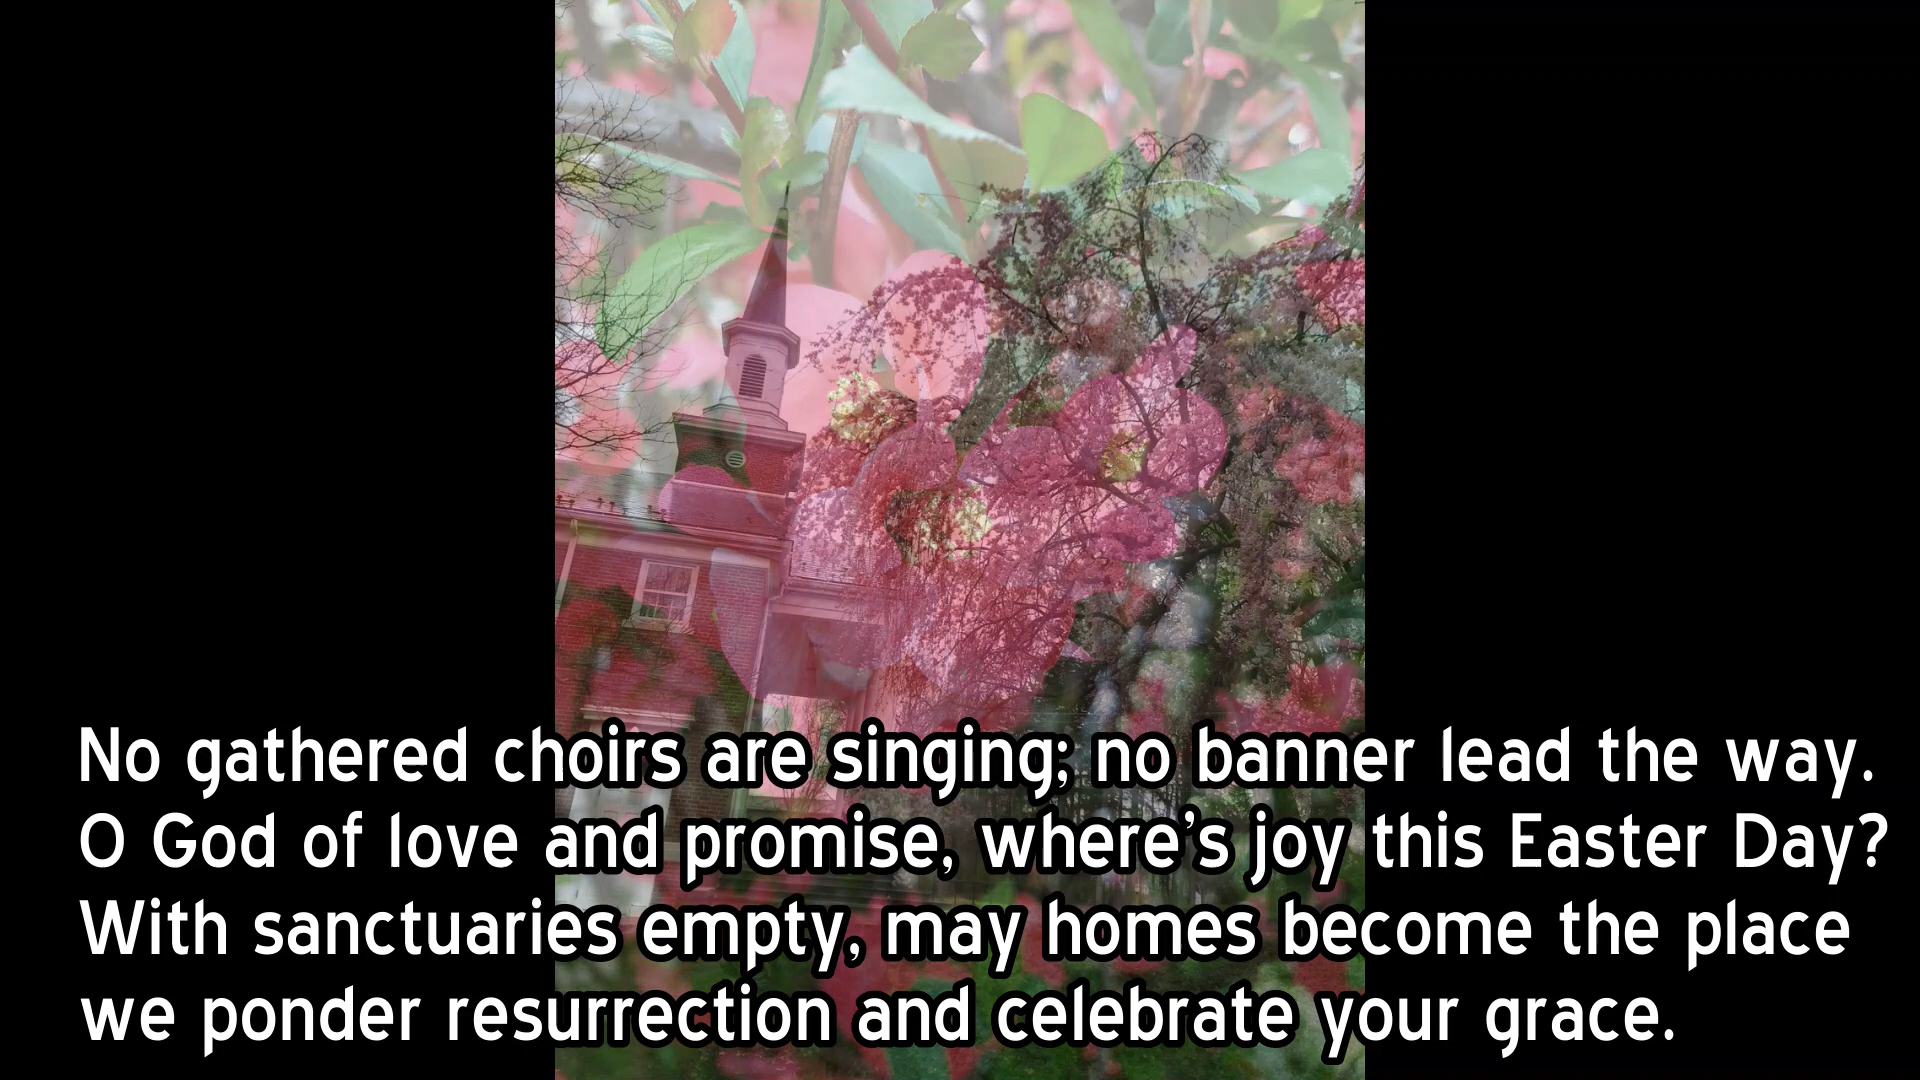 No gathered choirs are singing; no banner lead the way.
O God of love and promise, where’s joy this Easter Day?
With sanctuaries empty, may homes become the place
we ponder resurrection and celebrate your grace.